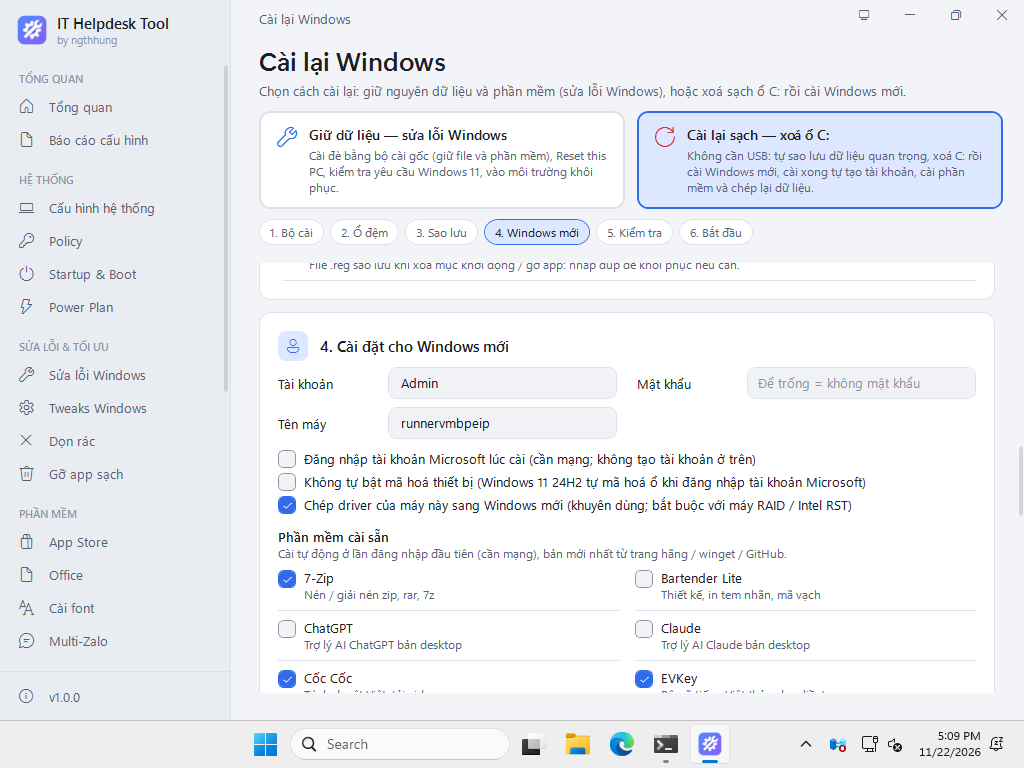 IT Helpdesk Tool
by ngthhung
TỔNG QUAN
Tổng quan
Báo cáo cấu hình
HỆ THỐNG
Cấu hình hệ thống
Policy
Startup & Boot
Power Plan
SỬA LỖI & TỐI ƯU
Sửa lỗi Windows
Tweaks Windows
Dọn rác
Gỡ app sạch
PHẦN MỀM
App Store
Office
Cài font
Multi-Zalo
v1.0.0
Cài lại Windows
Cài lại Windows
Chọn cách cài lại: giữ nguyên dữ liệu và phần mềm (sửa lỗi Windows), hoặc xoá sạch ổ C: rồi cài Windows mới.
Giữ dữ liệu — sửa lỗi Windows
Cài đè bằng bộ cài gốc (giữ file và phần mềm), Reset this
PC, kiểm tra yêu cầu Windows 11, vào môi trường khôi
phục.
Cài lại sạch — xoá ổ C:
Không cần USB: tự sao lưu dữ liệu quan trọng, xoá C: rồi
cài Windows mới, cài xong tự tạo tài khoản, cài phần
mềm và chép lại dữ liệu.
1. Bộ cài
2. Ổ đệm
3. Sao lưu
4. Windows mới
5. Kiểm tra
6. Bắt đầu
File .reg sao lưu khi xoá mục khởi động / gỡ app: nháp đúp để khôi phục nếu cần.
4. Cài đặt cho Windows mới
Tài khoản
Admin
Mật khẩu
Để trống = không mật khẩu
Tên máy
runnervmbpeip
Đăng nhập tài khoản Microsoft lúc cài (cần mạng; không tạo tài khoản ở trên)
Không tự bật mã hoá thiết bị (Windows 11 24H2 tự mã hoá ổ khi đăng nhập tài khoản Microsoft)
Chép driver của máy này sang Windows mới (khuyên dùng; bắt buộc với máy RAID / Intel RST)
Phần mềm cài sẵn
Cài tự động ở lần đăng nhập đầu tiên (cần mạng), bản mới nhất từ trang hãng / winget / GitHub.
7-Zip
Nén / giải nén zip, rar, 7z
Bartender Lite
Thiết kế, in tem nhãn, mã vạch
ChatGPT
Trợ lý AI ChatGPT bản desktop
Claude
Trợ lý AI Claude bản desktop
Cốc Cốc
EVKey
Search
5:09 PM
11/22/2026